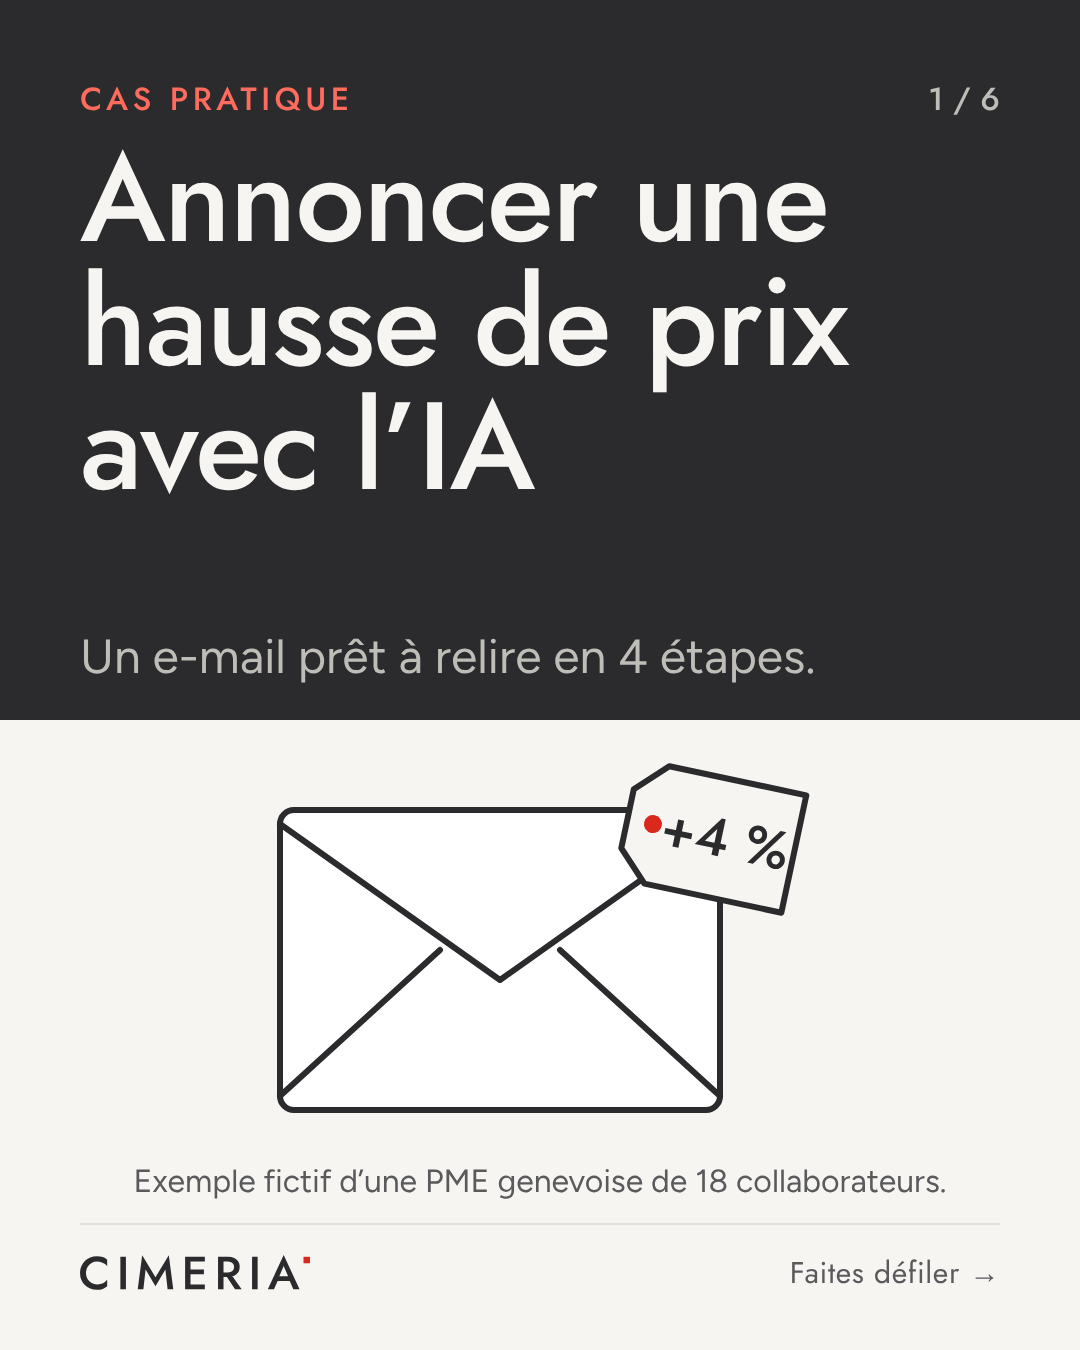 CAS PRATIQUE
1 / 6
Annoncer une
hausse de prix
avec l’IA
Un e-mail prêt à relire en 4 étapes.
+4 %
Exemple fictif d’une PME genevoise de 18 collaborateurs.
CIMERIA
Faites défiler →